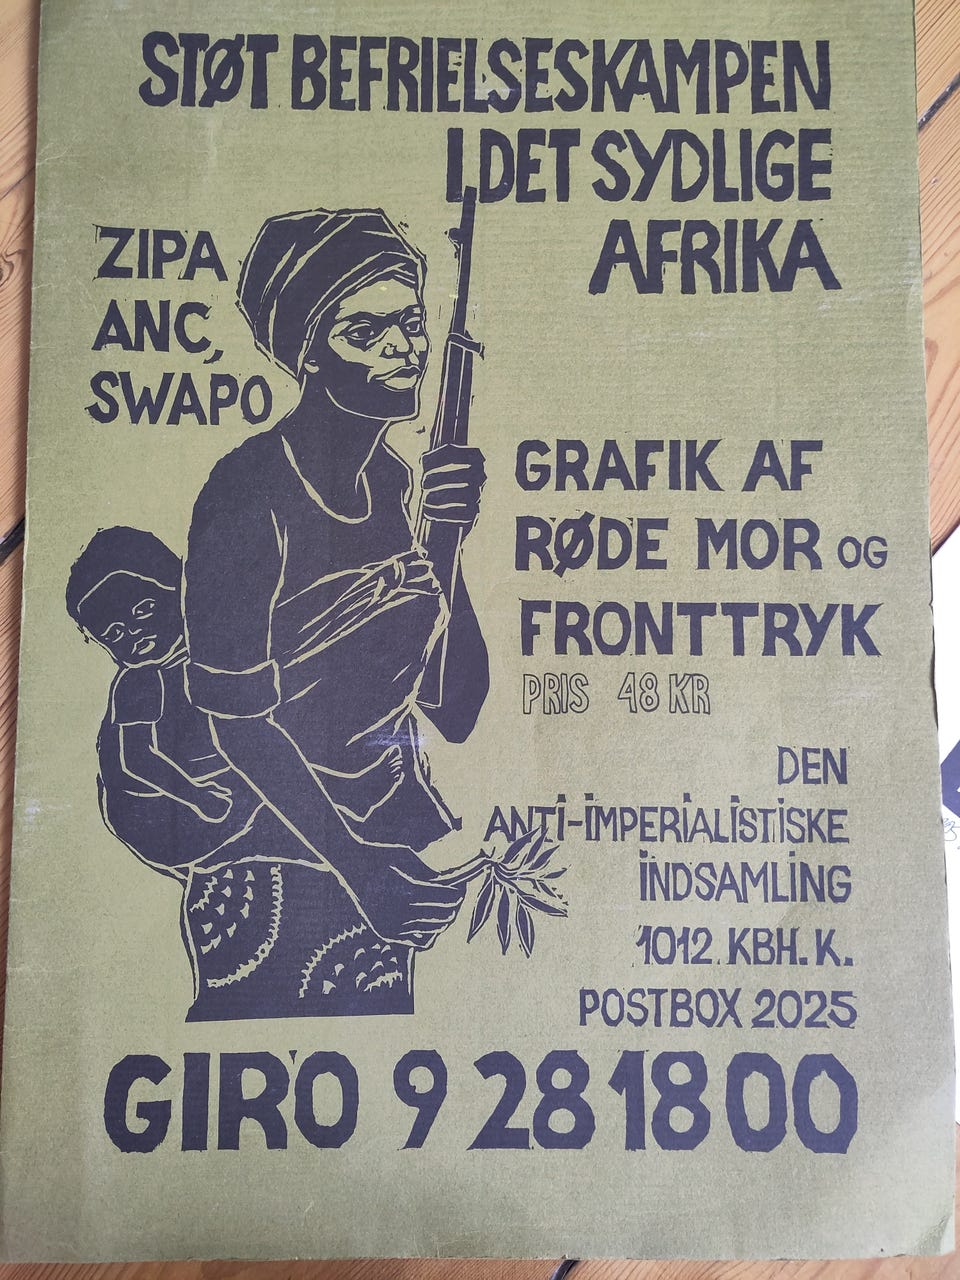 STØT BEFRIELSESKAMPEN
I DET SYDLIGE
AFRIKA
ZIPA
ANC,
SWAPO
GRAFIK AF
RØDE MOR OG
FRONTTRYK
PRIS 48 KR
DEN
ANTI-IMPERIALISTISKE
INDSAMLING
1012 KBH. K.
POSTBOX 2025
GIRO 9 28 18 00